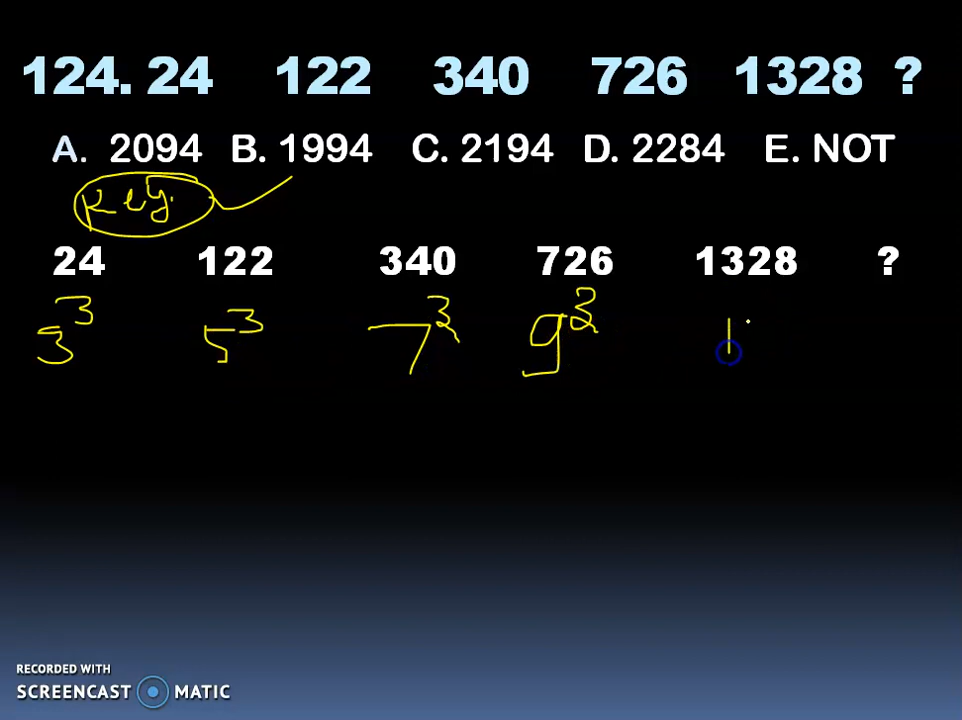 124. 24 122 340 726 1328 ?
A. 2094 B. 1994 C. 2194 D. 2284 E. NOT
Key.
24 122 340 726 1328 ?
3³ 5³ 7³ 9³ 1
RECORDED WITH
SCREENCAST MATIC